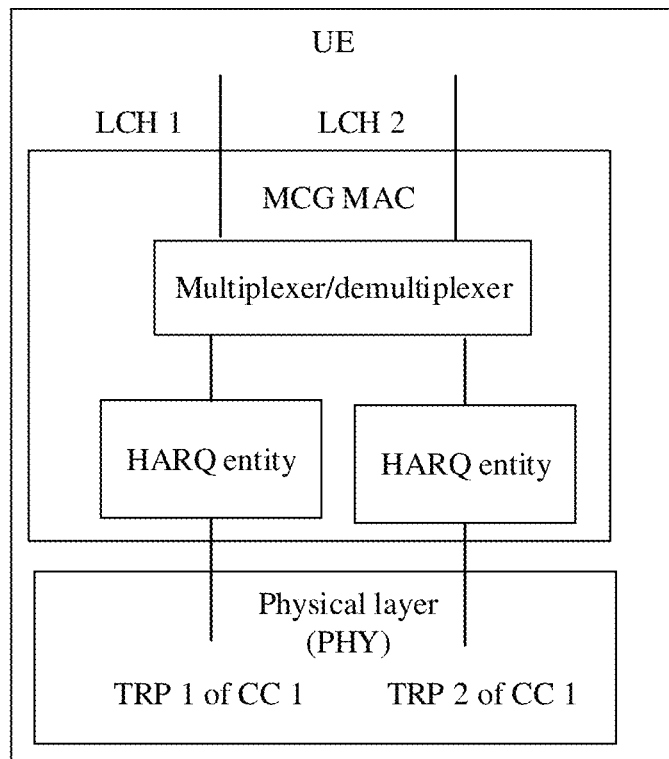 UE
LCH 1
LCH 2
MCG MAC
Multiplexer/demultiplexer
HARQ entity
HARQ entity
Physical layer
(PHY)
TRP 1 of CC 1
TRP 2 of CC 1